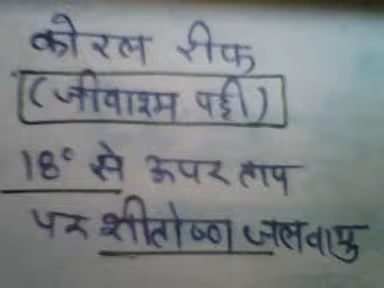 कोरल रीफ
(जीवाश्म पट्टी)
18° से ऊपर ताप
पर शीतोष्ण जलवायु